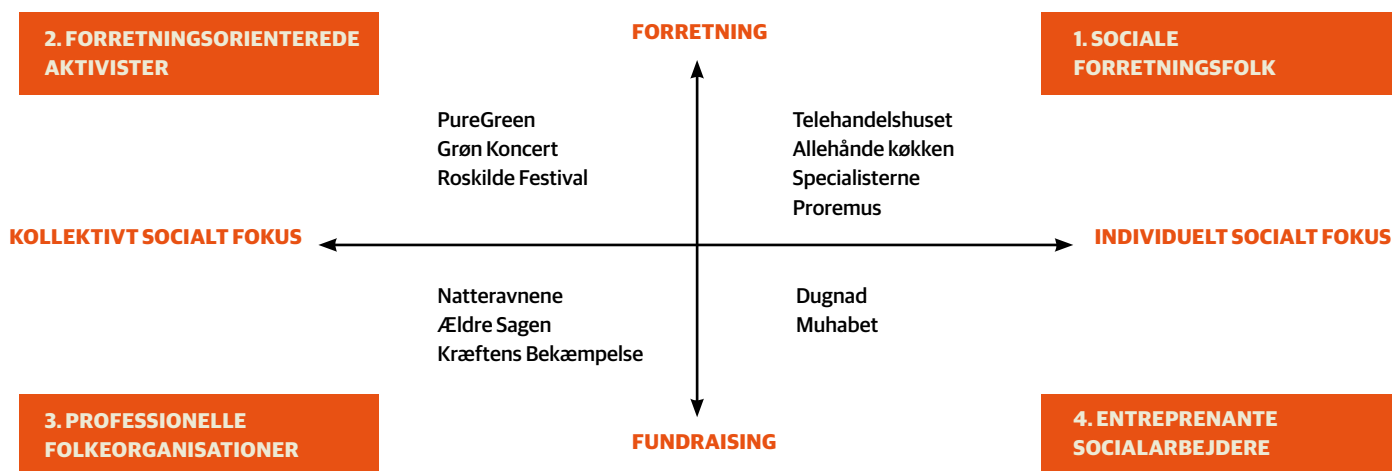 2. FORRETNINGSORIENTEREDE
AKTIVISTER
FORRETNING
1. SOCIALE
FORRETNINGSFOLK
PureGreen
Grøn Koncert
Roskilde Festival
Telehandelshuset
Allehånde køkken
Specialisterne
Proremus
KOLLEKTIVT SOCIALT FOKUS
INDIVIDUELT SOCIALT FOKUS
Natteravnene
Ældre Sagen
Kræftens Bekæmpelse
Dugnad
Muhabet
3. PROFESSIONELLE
FOLKEORGANISATIONER
FUNDRAISING
4. ENTREPRENANTE
SOCIALARBEJDERE